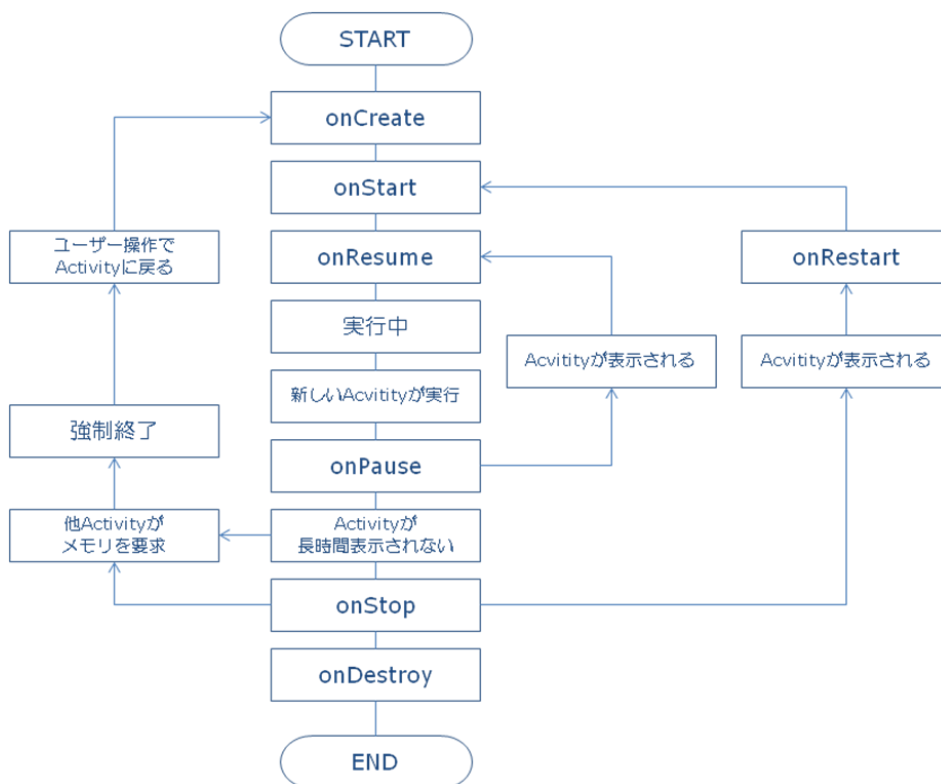 START
onCreate
onStart
ユーザー操作で
Activityに戻る
onResume
onRestart
実行中
Acvitityが表示される
Acvitityが表示される
新しいAcvitityが実行
強制終了
onPause
他Activityが
メモリを要求
Activityが
長時間表示されない
onStop
onDestroy
END